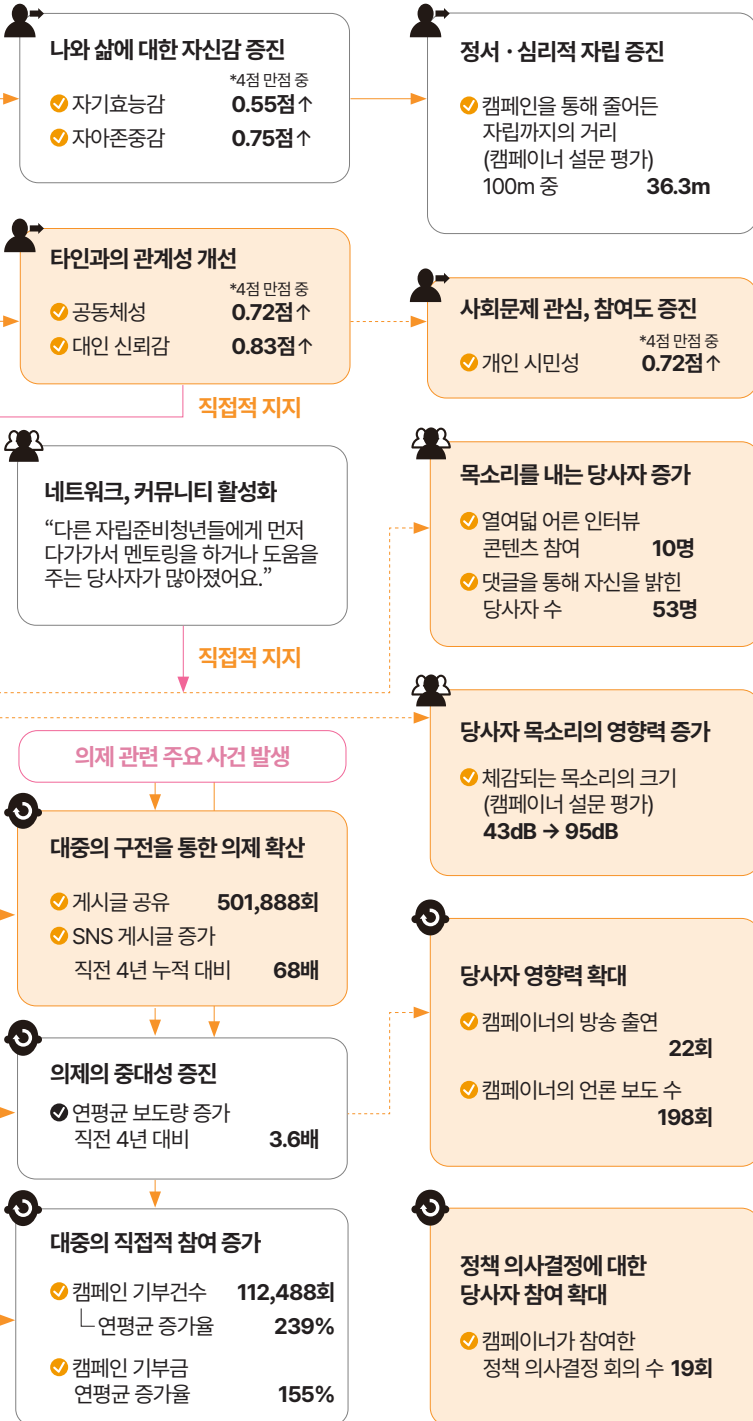 나와 삶에 대한 자신감 증진
*4점 만점 중
자기효능감 0.55점↑
자아존중감 0.75점↑
정서 · 심리적 자립 증진
캠페인을 통해 줄어든
자립까지의 거리
(캠페이너 설문 평가)
100m 중 36.3m
타인과의 관계성 개선
*4점 만점 중
공동체성 0.72점↑
대인 신뢰감 0.83점↑
사회문제 관심, 참여도 증진
*4점 만점 중
개인 시민성 0.72점↑
직접적 지지
네트워크, 커뮤니티 활성화
“다른 자립준비청년들에게 먼저
다가가서 멘토링을 하거나 도움을
주는 당사자가 많아졌어요.”
목소리를 내는 당사자 증가
열여덟 어른 인터뷰
콘텐츠 참여 10명
댓글을 통해 자신을 밝힌
당사자 수 53명
직접적 지지
당사자 목소리의 영향력 증가
체감되는 목소리의 크기
(캠페이너 설문 평가)
43dB → 95dB
의제 관련 주요 사건 발생
대중의 구전을 통한 의제 확산
게시글 공유 501,888회
SNS 게시글 증가
직전 4년 누적 대비 68배
당사자 영향력 확대
캠페이너의 방송 출연
22회
캠페이너의 언론 보도 수
198회
의제의 중대성 증진
연평균 보도량 증가
직전 4년 대비 3.6배
대중의 직접적 참여 증가
캠페인 기부건수 112,488회
연평균 증가율 239%
캠페인 기부금
연평균 증가율 155%
정책 의사결정에 대한
당사자 참여 확대
캠페이너가 참여한
정책 의사결정 회의 수 19회